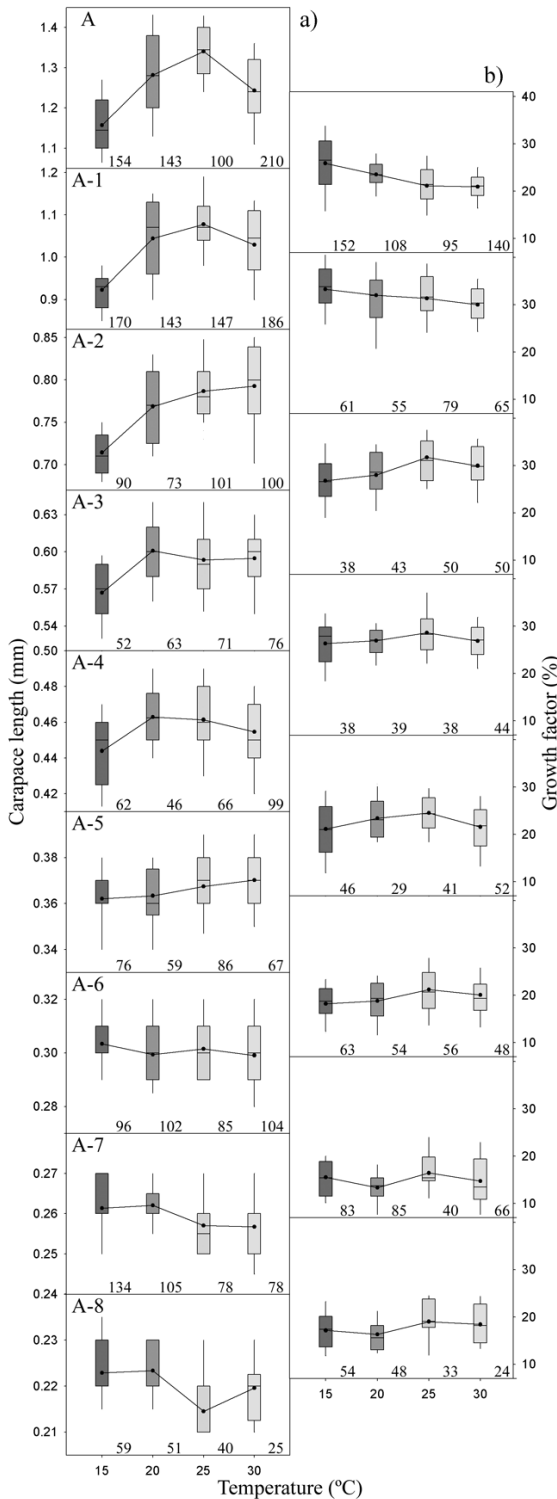 A
a)
1.4
1.3
1.2
1.1
154 143 100 210
A-1
1.2
1.1
1.0
0.9
170 143 147 186
A-2
0.85
0.80
0.75
0.70
90 73 101 100
A-3
0.63
0.60
0.57
0.54
0.50
52 63 71 76
A-4
0.48
0.46
0.44
0.42
62 46 66 99
A-5
0.38
0.36
0.34
76 59 86 67
A-6
0.32
0.30
0.28
96 102 85 104
A-7
0.27
0.26
0.25
0.24
134 105 78 78
A-8
0.23
0.22
0.21
59 51 40 25
15 20 25 30
Carapace length (mm)
Temperature (ºC)
b)
40
30
20
10
152 108 95 140
30
10
61 55 79 65
30
20
10
38 43 50 50
30
20
10
38 39 38 44
30
20
10
46 29 41 52
30
20
10
63 54 56 48
30
20
10
83 85 40 66
20
10
54 48 33 24
15 20 25 30
Growth factor (%)